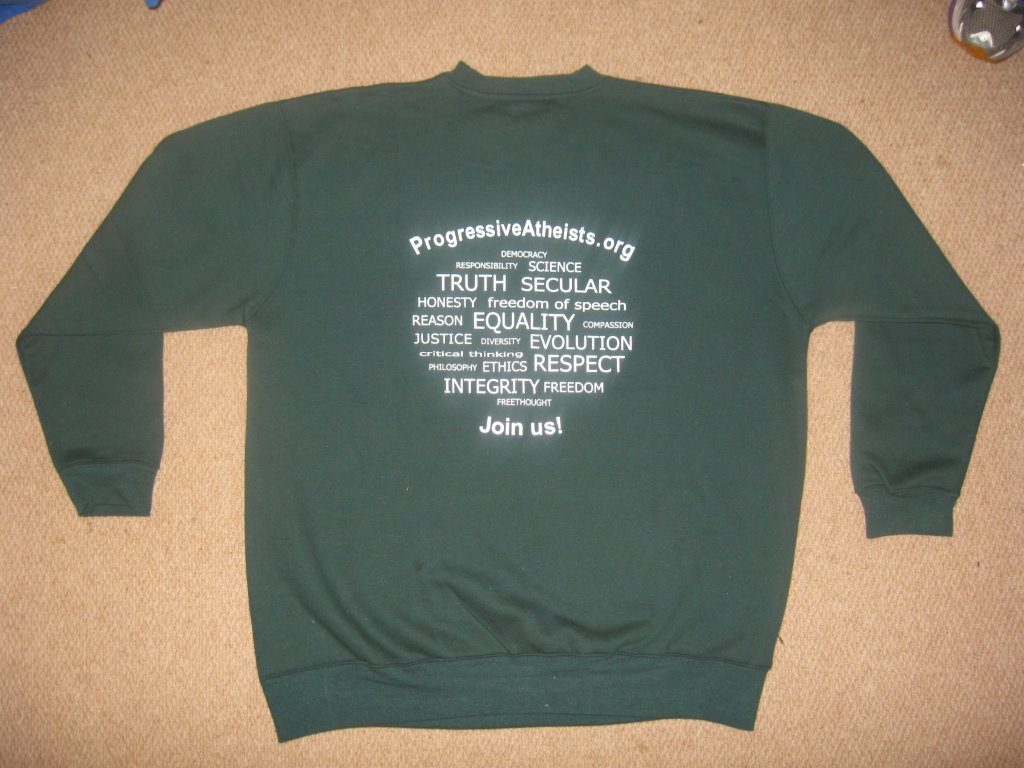 ProgressiveAtheists.org
DEMOCRACY
RESPONSIBILITY SCIENCE
TRUTH SECULAR
HONESTY freedom of speech
REASON EQUALITY COMPASSION
JUSTICE DIVERSITY EVOLUTION
critical thinking
PHILOSOPHY ETHICS RESPECT
INTEGRITY FREEDOM
FREETHOUGHT
Join us!